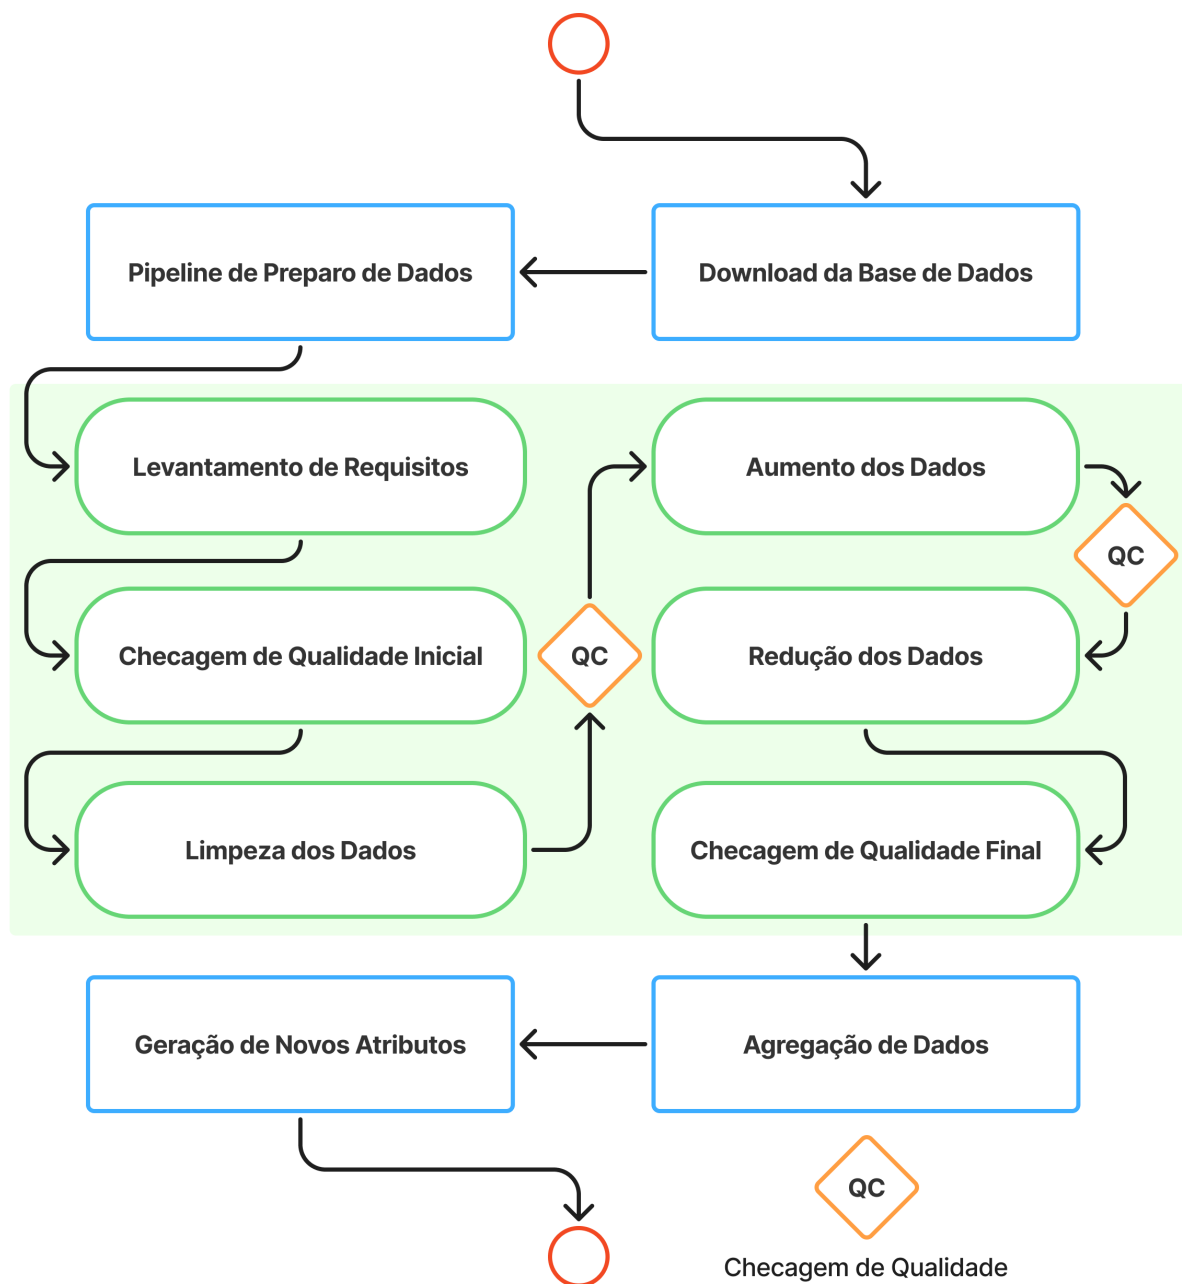 Pipeline de Preparo de Dados
Download da Base de Dados
Levantamento de Requisitos
Aumento dos Dados
QC
Checagem de Qualidade Inicial
QC
Redução dos Dados
Limpeza dos Dados
Checagem de Qualidade Final
Geração de Novos Atributos
Agregação de Dados
QC
Checagem de Qualidade